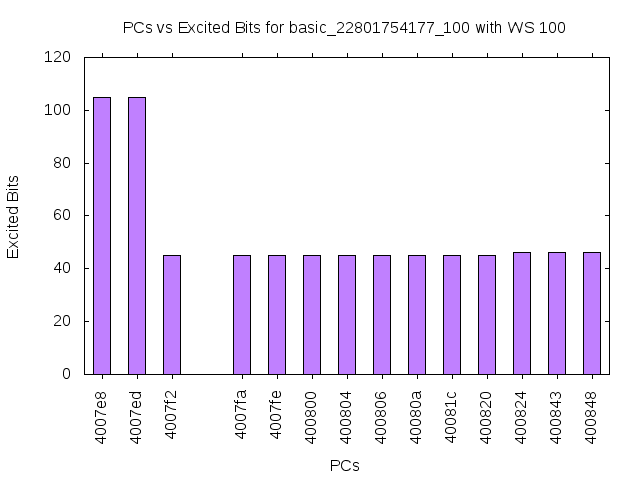 PCs vs Excited Bits for basic_22801754177_100 with WS 100
120
100
80
60
40
20
0
Excited Bits
4007e8
4007ed
4007f2
4007fa
4007fe
400800
400804
400806
40080a
40081c
400820
400824
400843
400848
PCs